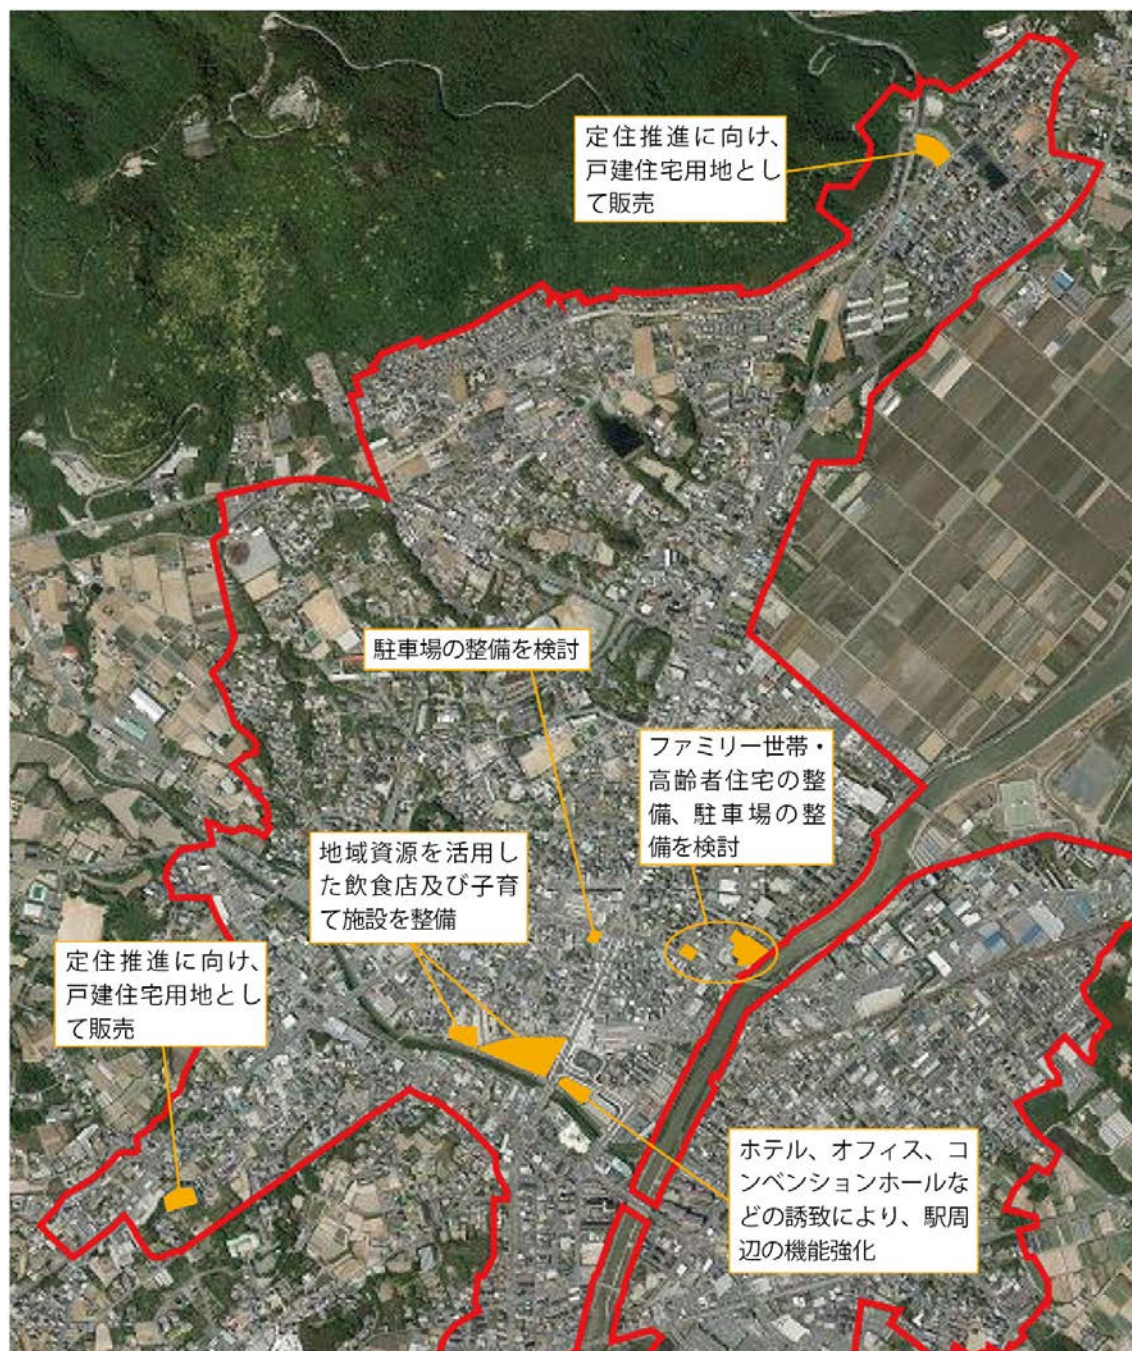 定住推進に向け、
戸建住宅用地とし
て販売
駐車場の整備を検討
ファミリー世帯・
高齢者住宅の整
備、駐車場の整
備を検討
地域資源を活用し
た飲食店及び子育
て施設を整備
定住推進に向け、
戸建住宅用地とし
て販売
ホテル、オフィス、コ
ンベンションホールな
どの誘致により、駅周
辺の機能強化